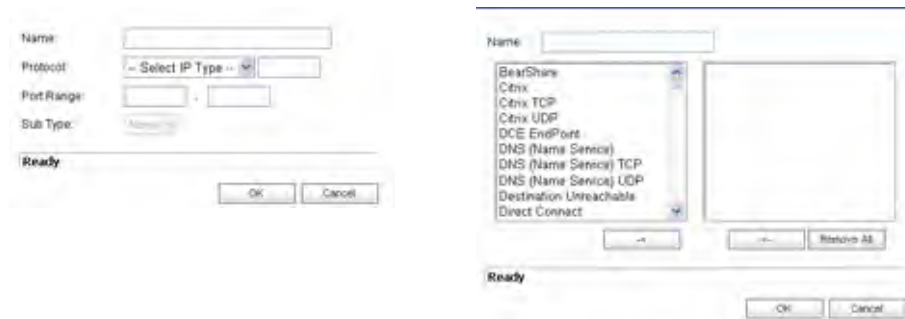 Name:
Protocol: -- Select IP Type --
Port Range: -
Sub Type:
Ready
OK Cancel
Name
BearShare
Citrix
Citrix TCP
Citrix UDP
DCE EndPoint
DNS (Name Service)
DNS (Name Service) TCP
DNS (Name Service) UDP
Destination Unreachable
Direct Connect
Remove All
Ready
OK Cancel